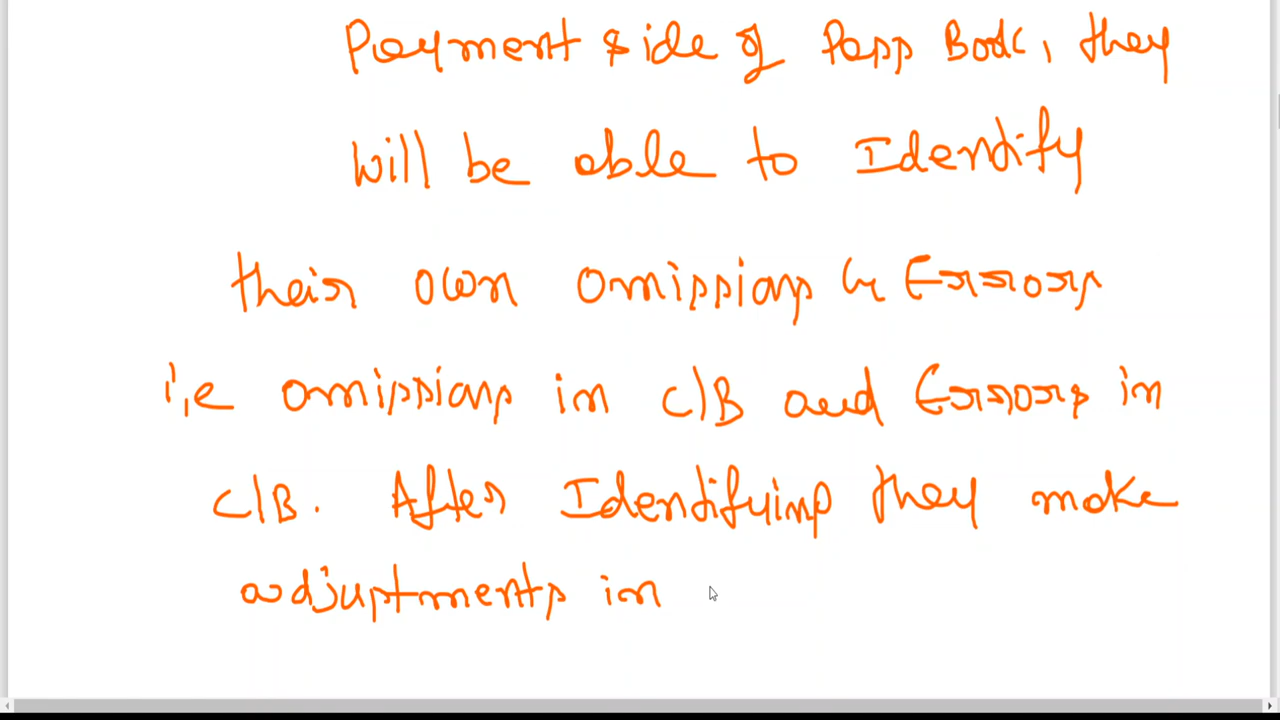 Payment side of Pass Book, they
will be able to Identify
their own omissions & Errors
i.e omissions in C/B and Errors in
C/B. After Identifying they make
adjustments in